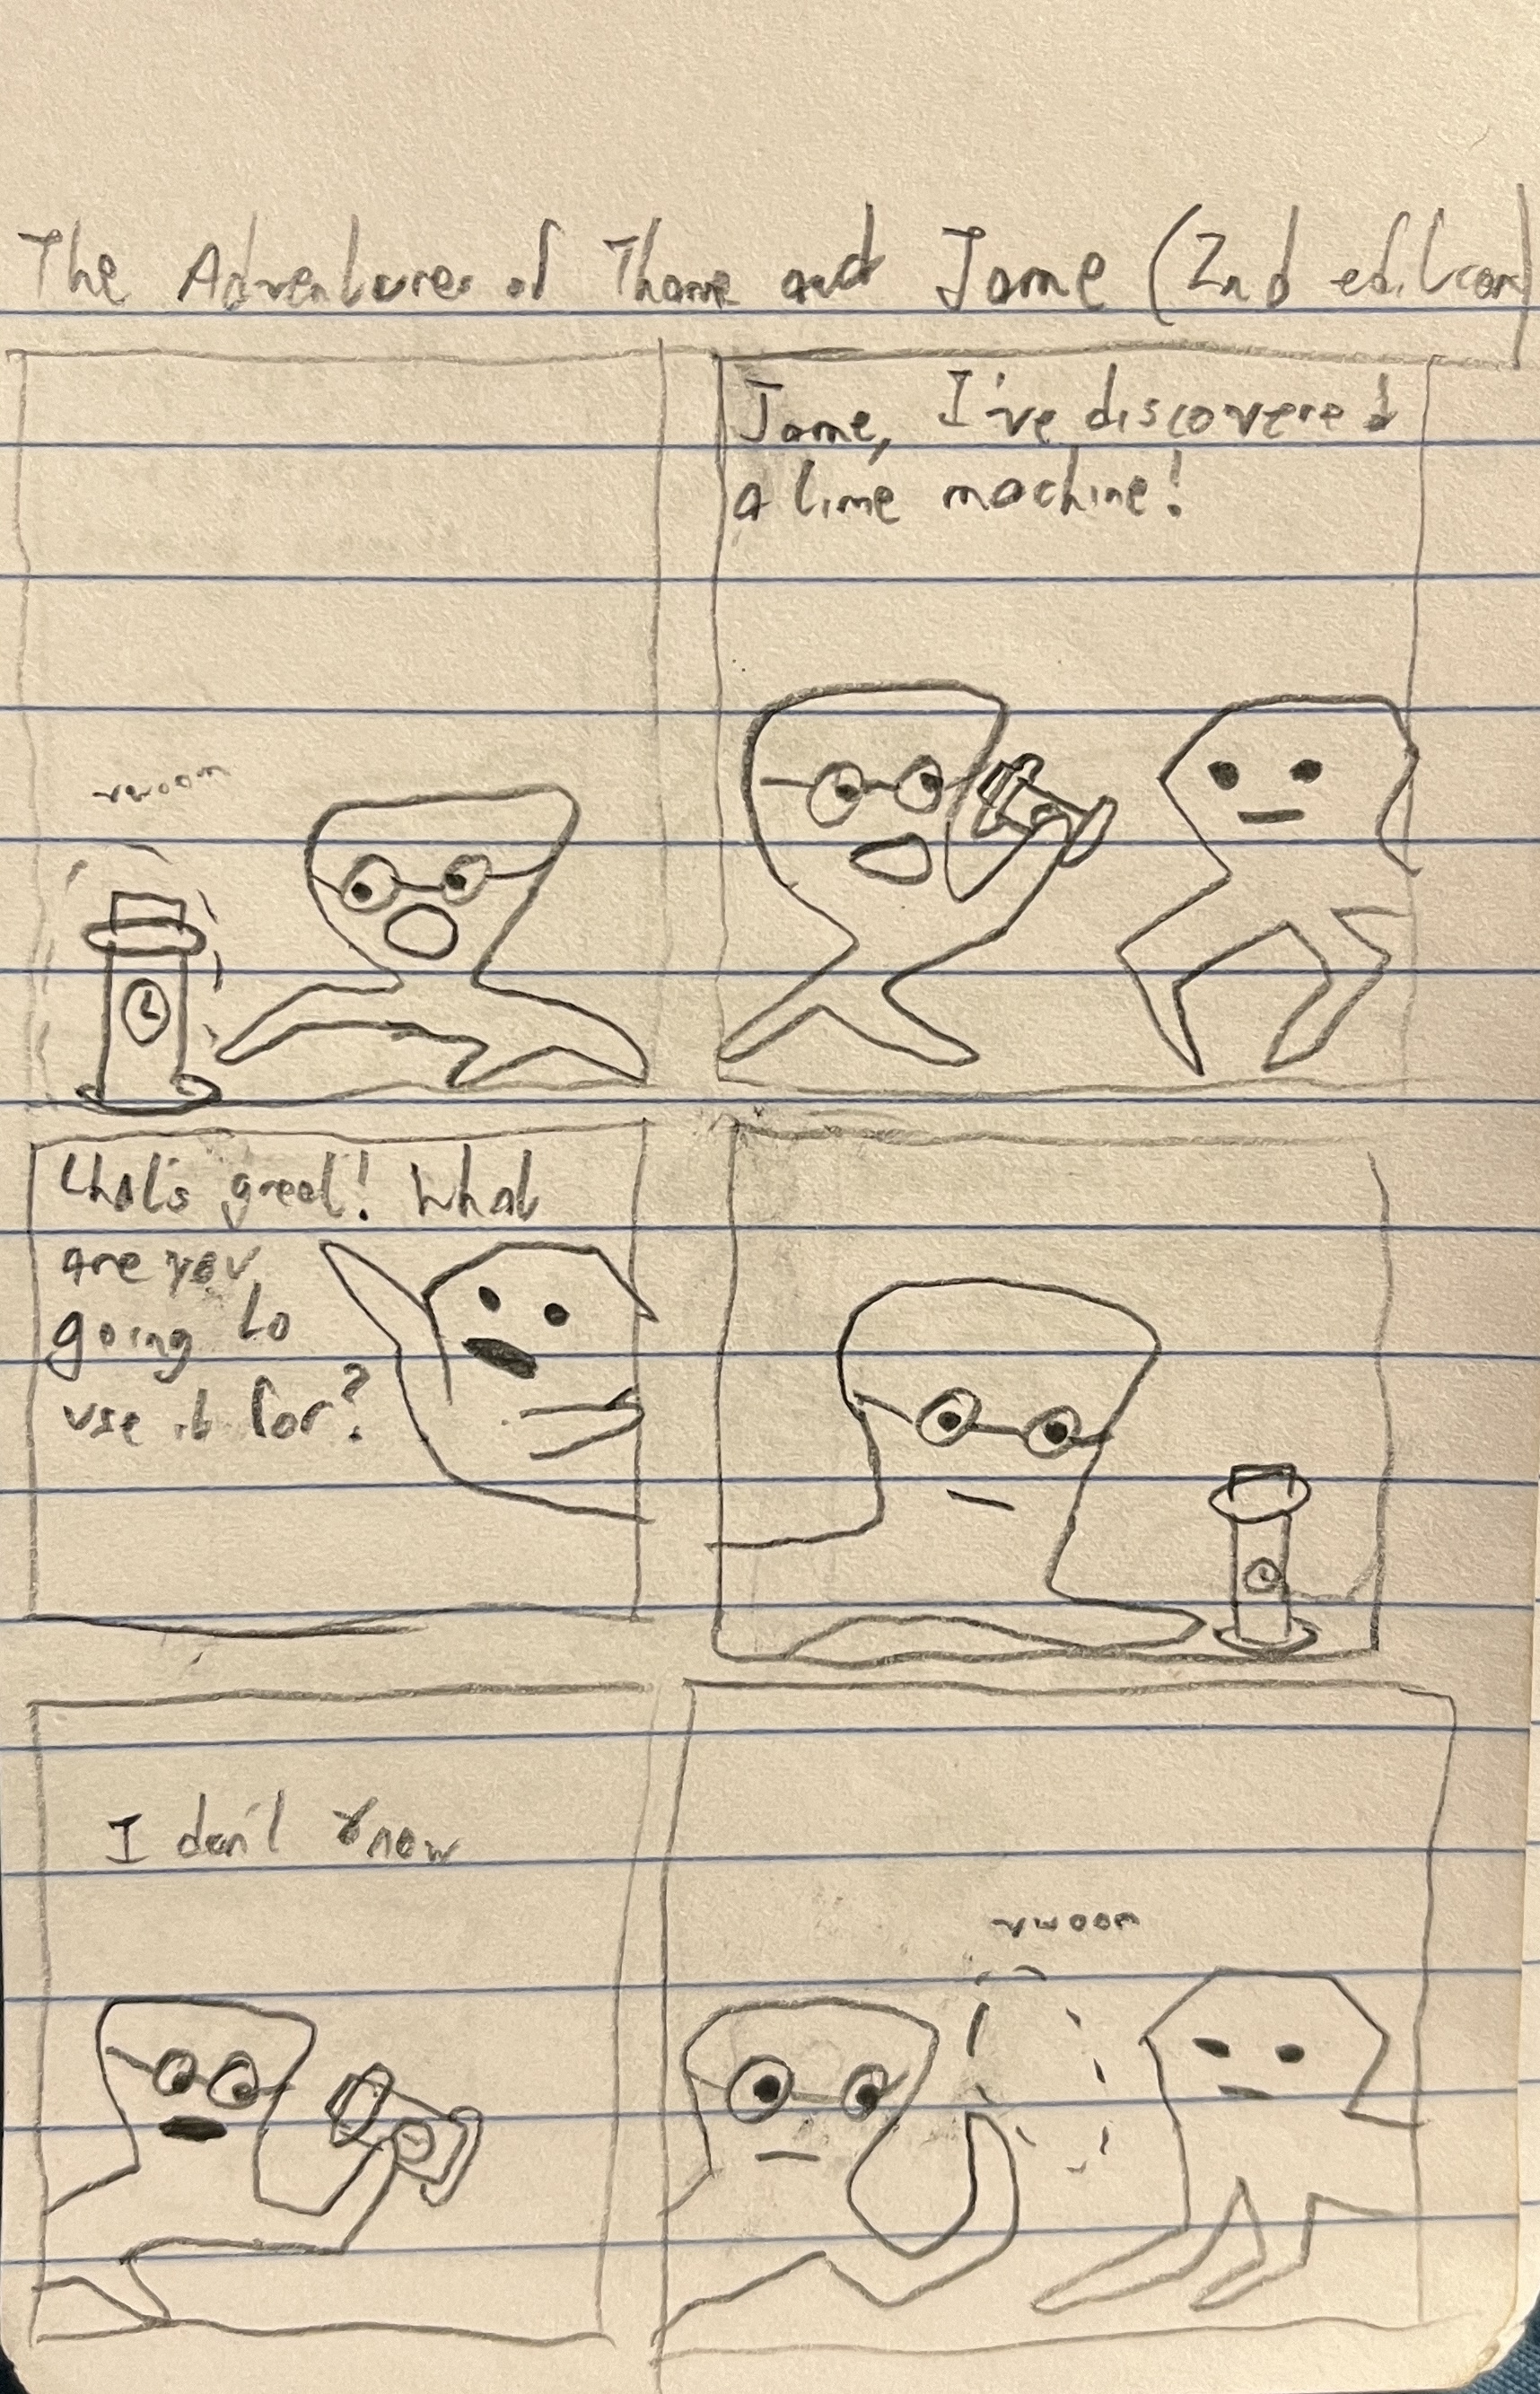 The Adventures of Thome and Jome (2nd edition)
vwoom
Jome, I've discovered
a time machine!
that's great! What
are you
going to
use it for?
I don't know
vwoom